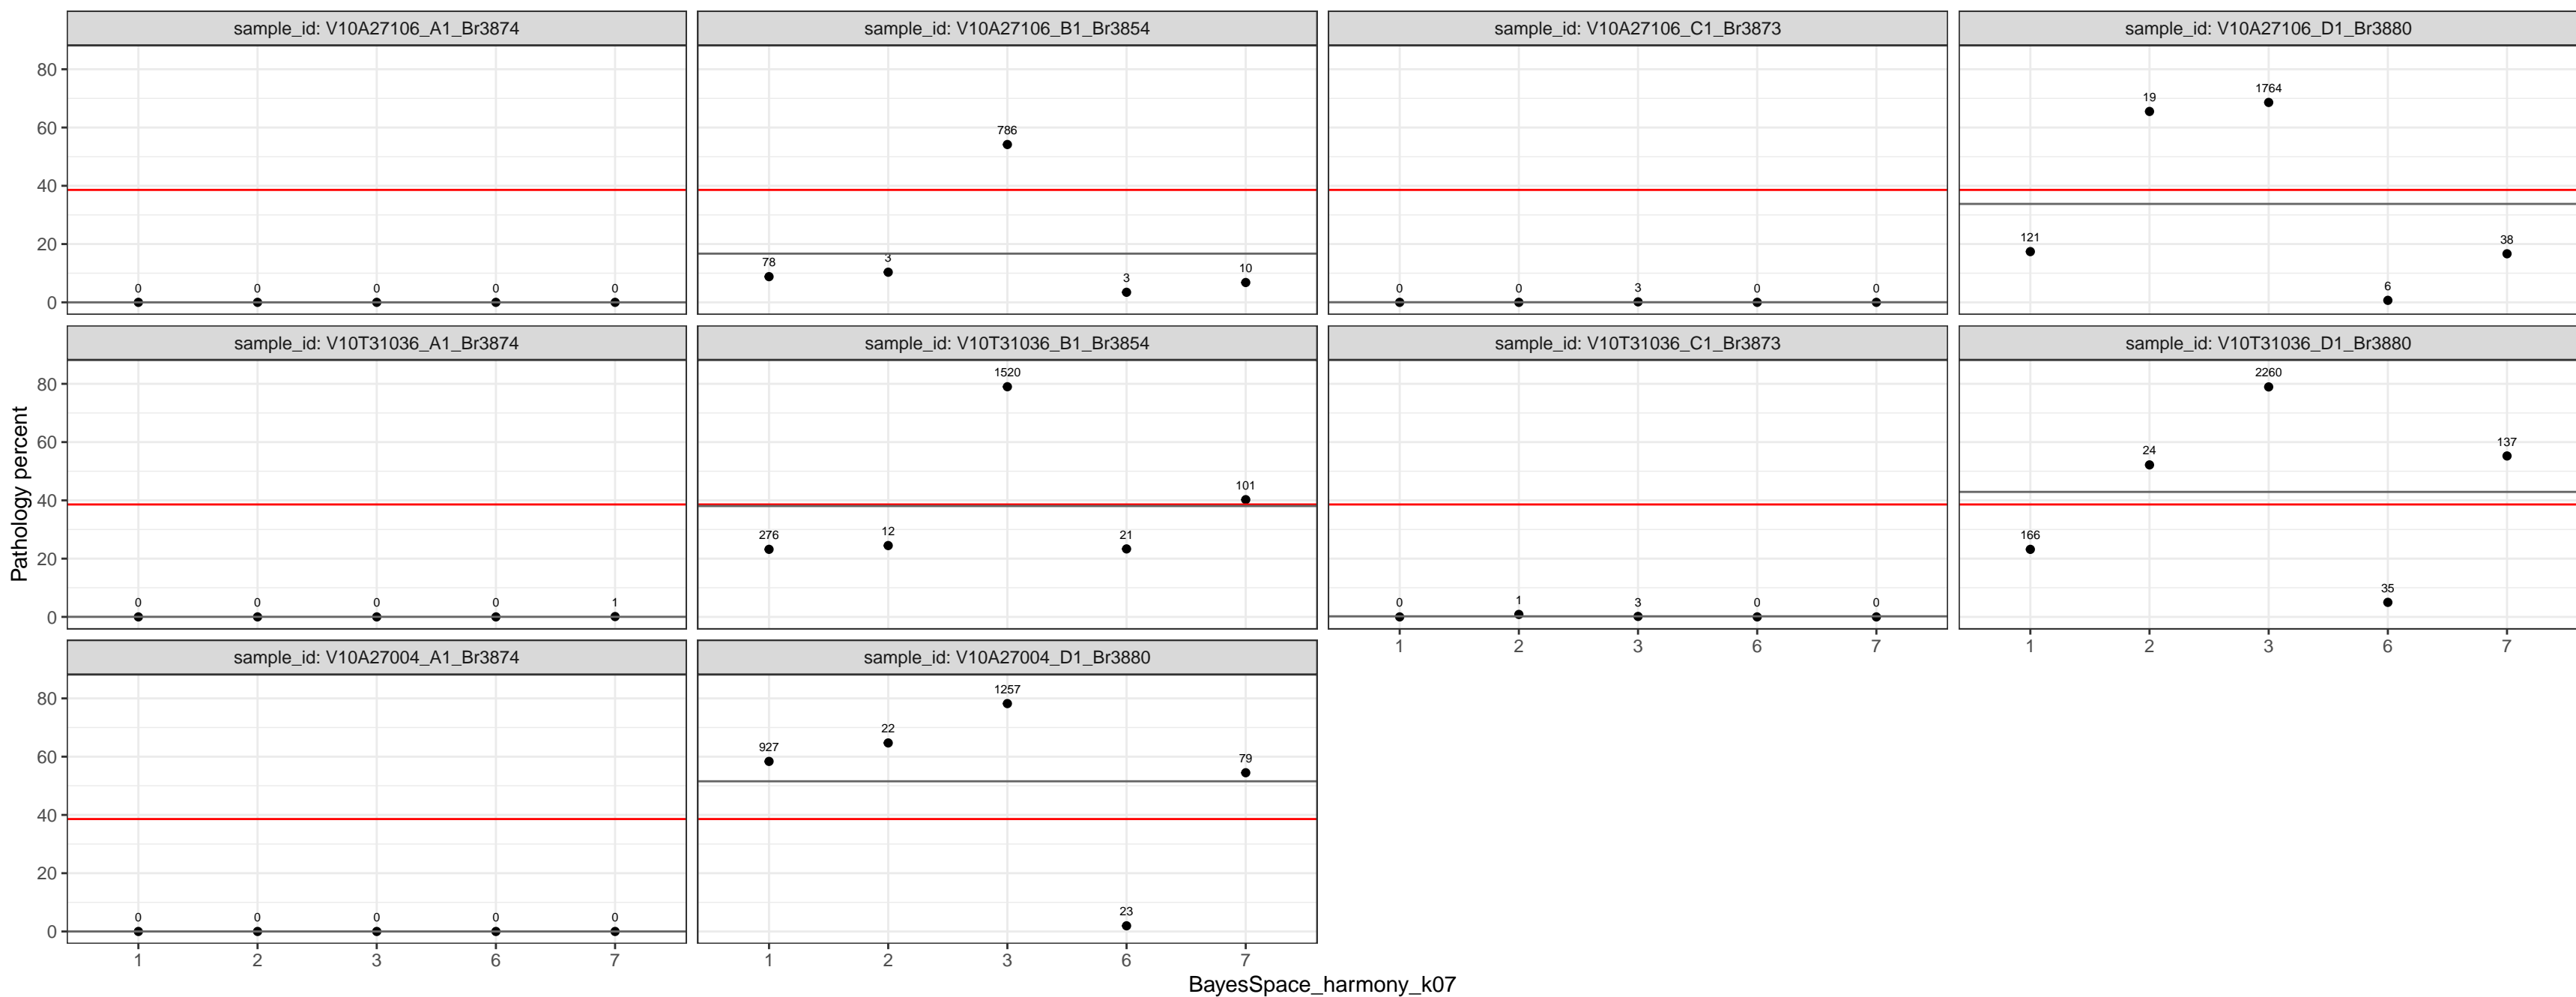 sample_id: V10A27106_A1_Br3874
sample_id: V10A27106_B1_Br3854
sample_id: V10A27106_C1_Br3873
sample_id: V10A27106_D1_Br3880
80
60
40
20
0
0 0 0 0 0
78 3 786 3 10
0 0 3 0 0
121 19 1764 6 38
sample_id: V10T31036_A1_Br3874
sample_id: V10T31036_B1_Br3854
sample_id: V10T31036_C1_Br3873
sample_id: V10T31036_D1_Br3880
Pathology percent
80
60
40
20
0
0 0 0 0 1
276 12 1520 21 101
0 1 3 0 0
166 24 2260 35 137
1 2 3 6 7
1 2 3 6 7
sample_id: V10A27004_A1_Br3874
sample_id: V10A27004_D1_Br3880
80
60
40
20
0
0 0 0 0 0
927 22 1257 23 79
1 2 3 6 7
1 2 3 6 7
BayesSpace_harmony_k07